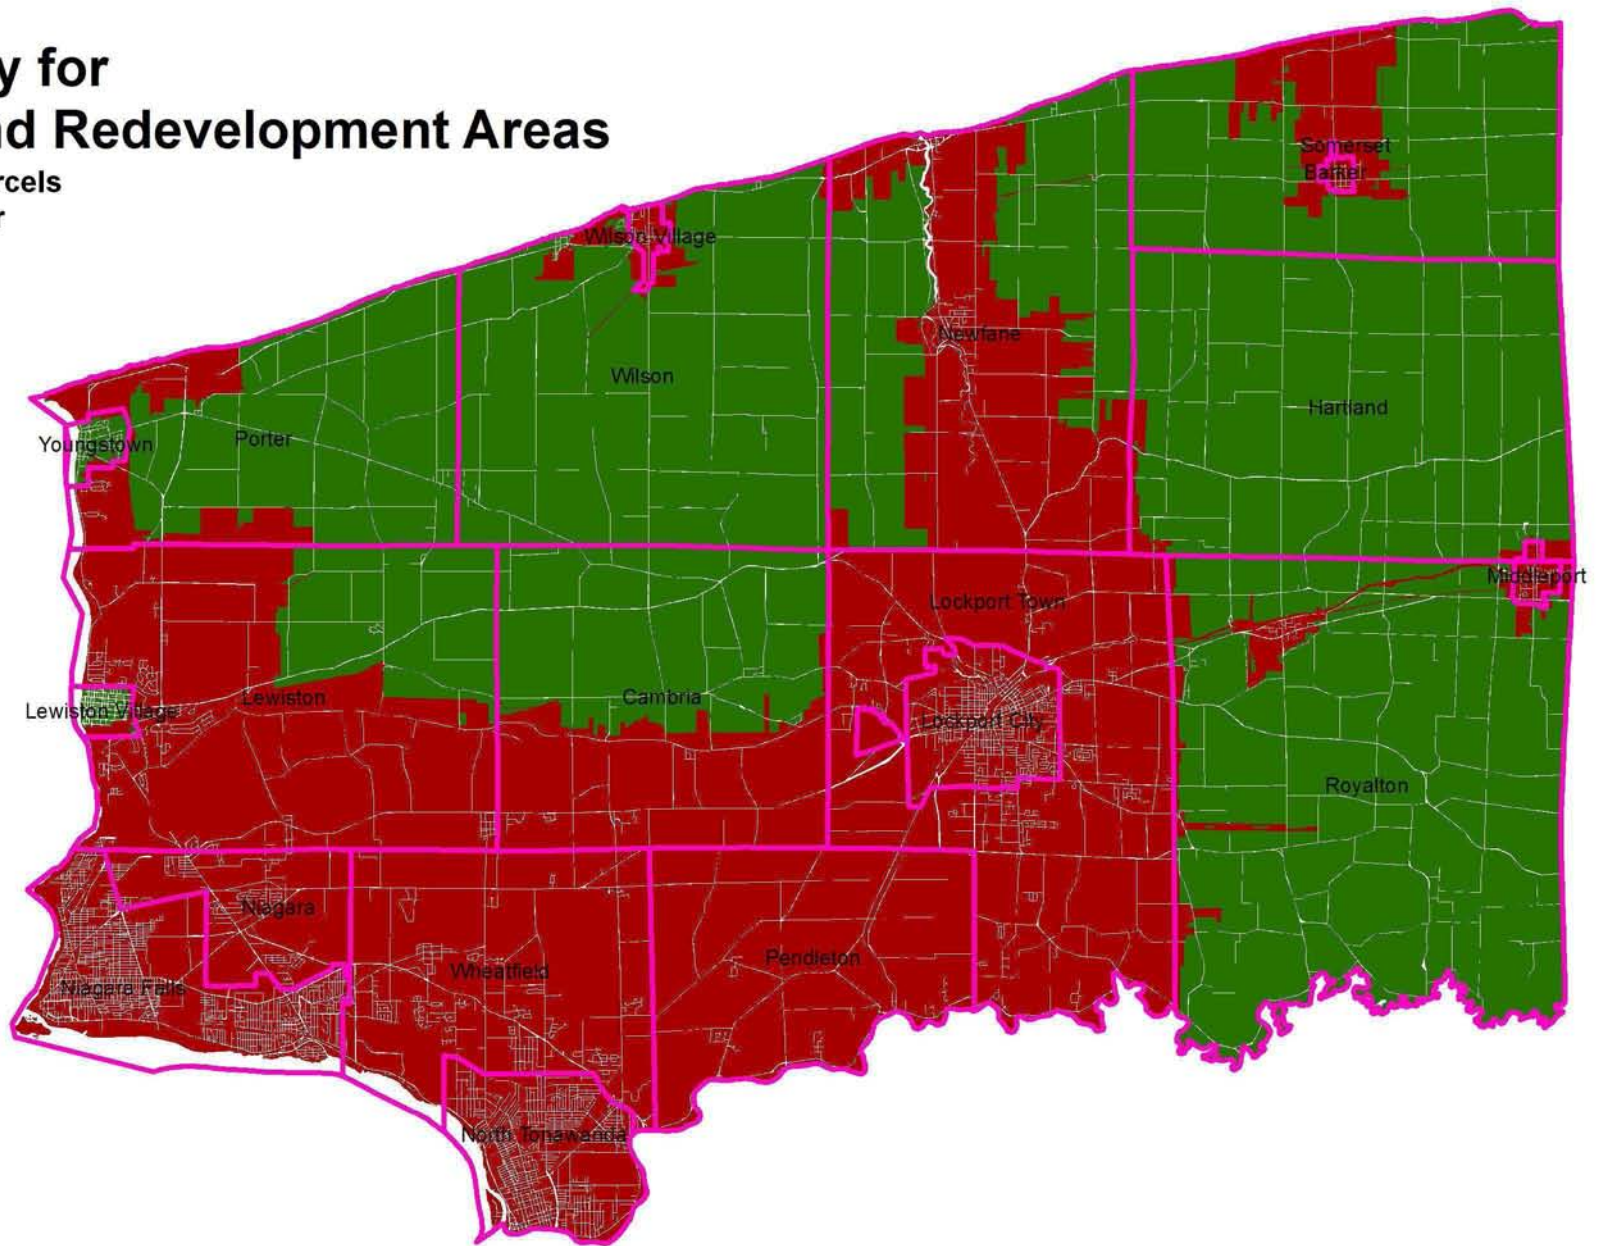 y for
nd Redevelopment Areas
rcels
r
Somerset
Barker
Wilson Village
Newfane
Wilson
Hartland
Youngstown
Porter
Middleport
Lockport Town
Lewiston
Cambria
Lewiston Village
Lockport City
Royalton
Niagara
Pendleton
Wheatfield
Niagara Falls
North Tonawanda